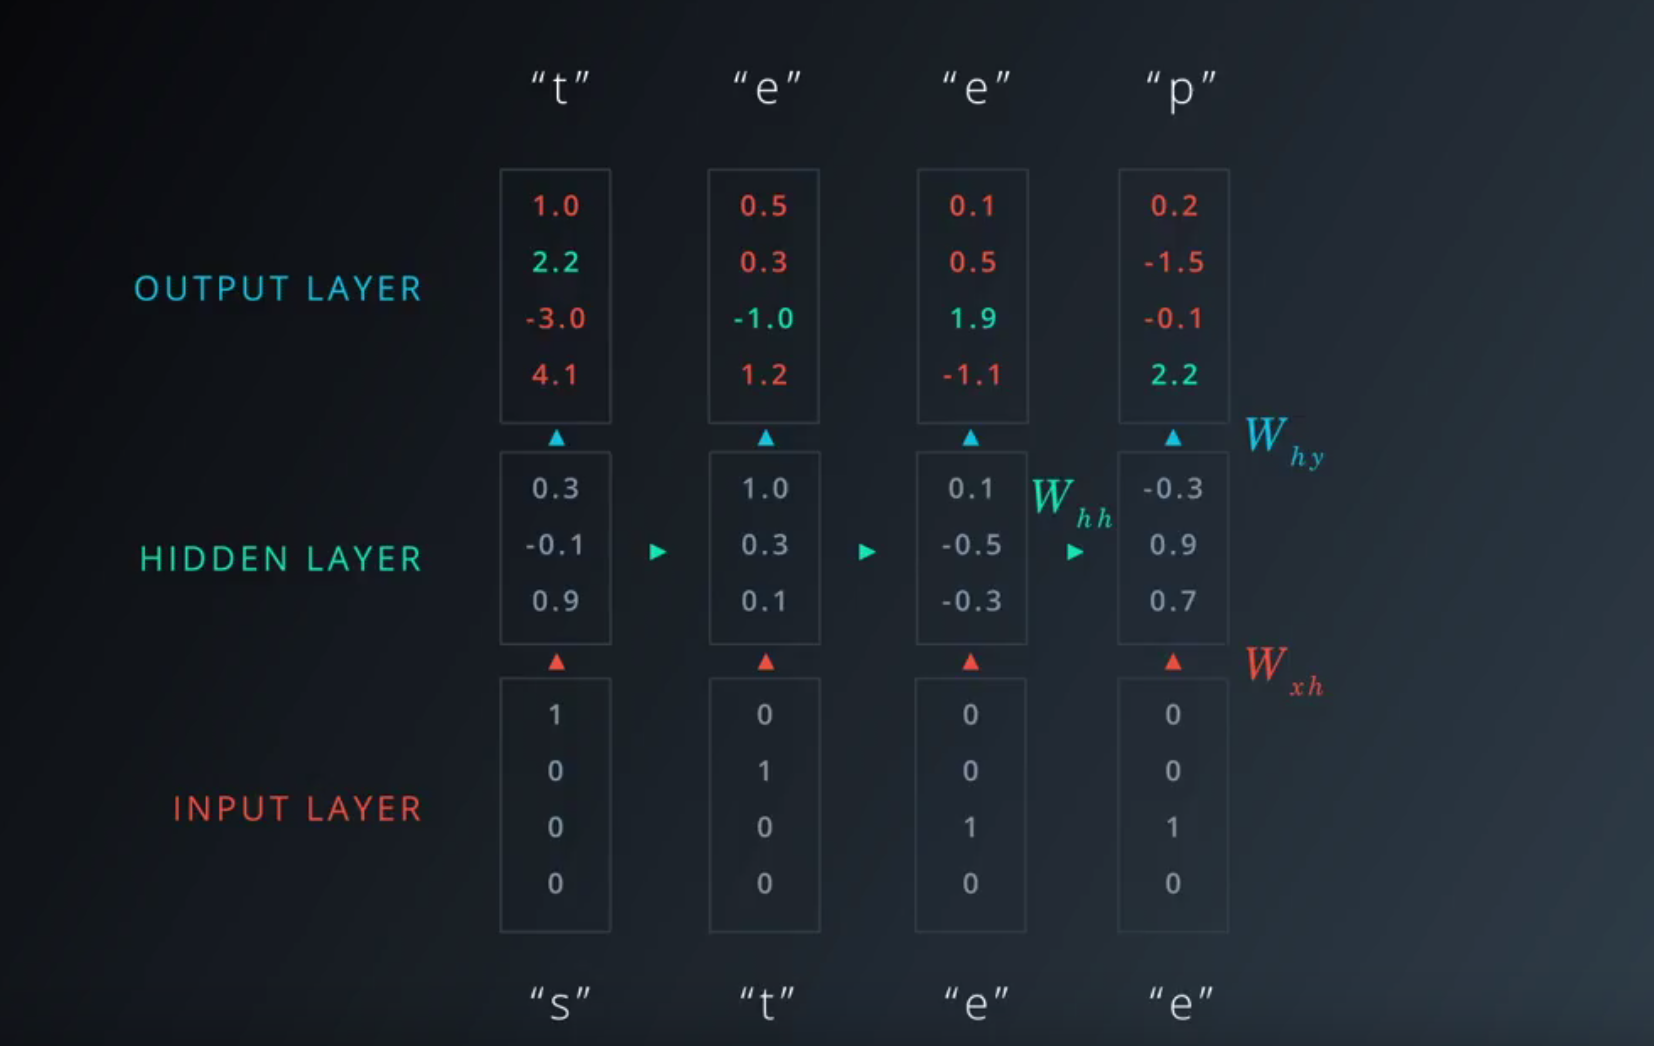 “t” “e” “e” “p”
1.0 0.5 0.1 0.2
2.2 0.3 0.5 -1.5
OUTPUT LAYER
-3.0 -1.0 1.9 -0.1
4.1 1.2 -1.1 2.2
W hy
0.3 1.0 0.1 W hh -0.3
-0.1 0.3 -0.5 0.9
HIDDEN LAYER
0.9 0.1 -0.3 0.7
W xh
1 0 0 0
0 1 0 0
INPUT LAYER
0 0 1 1
0 0 0 0
“s” “t” “e” “e”